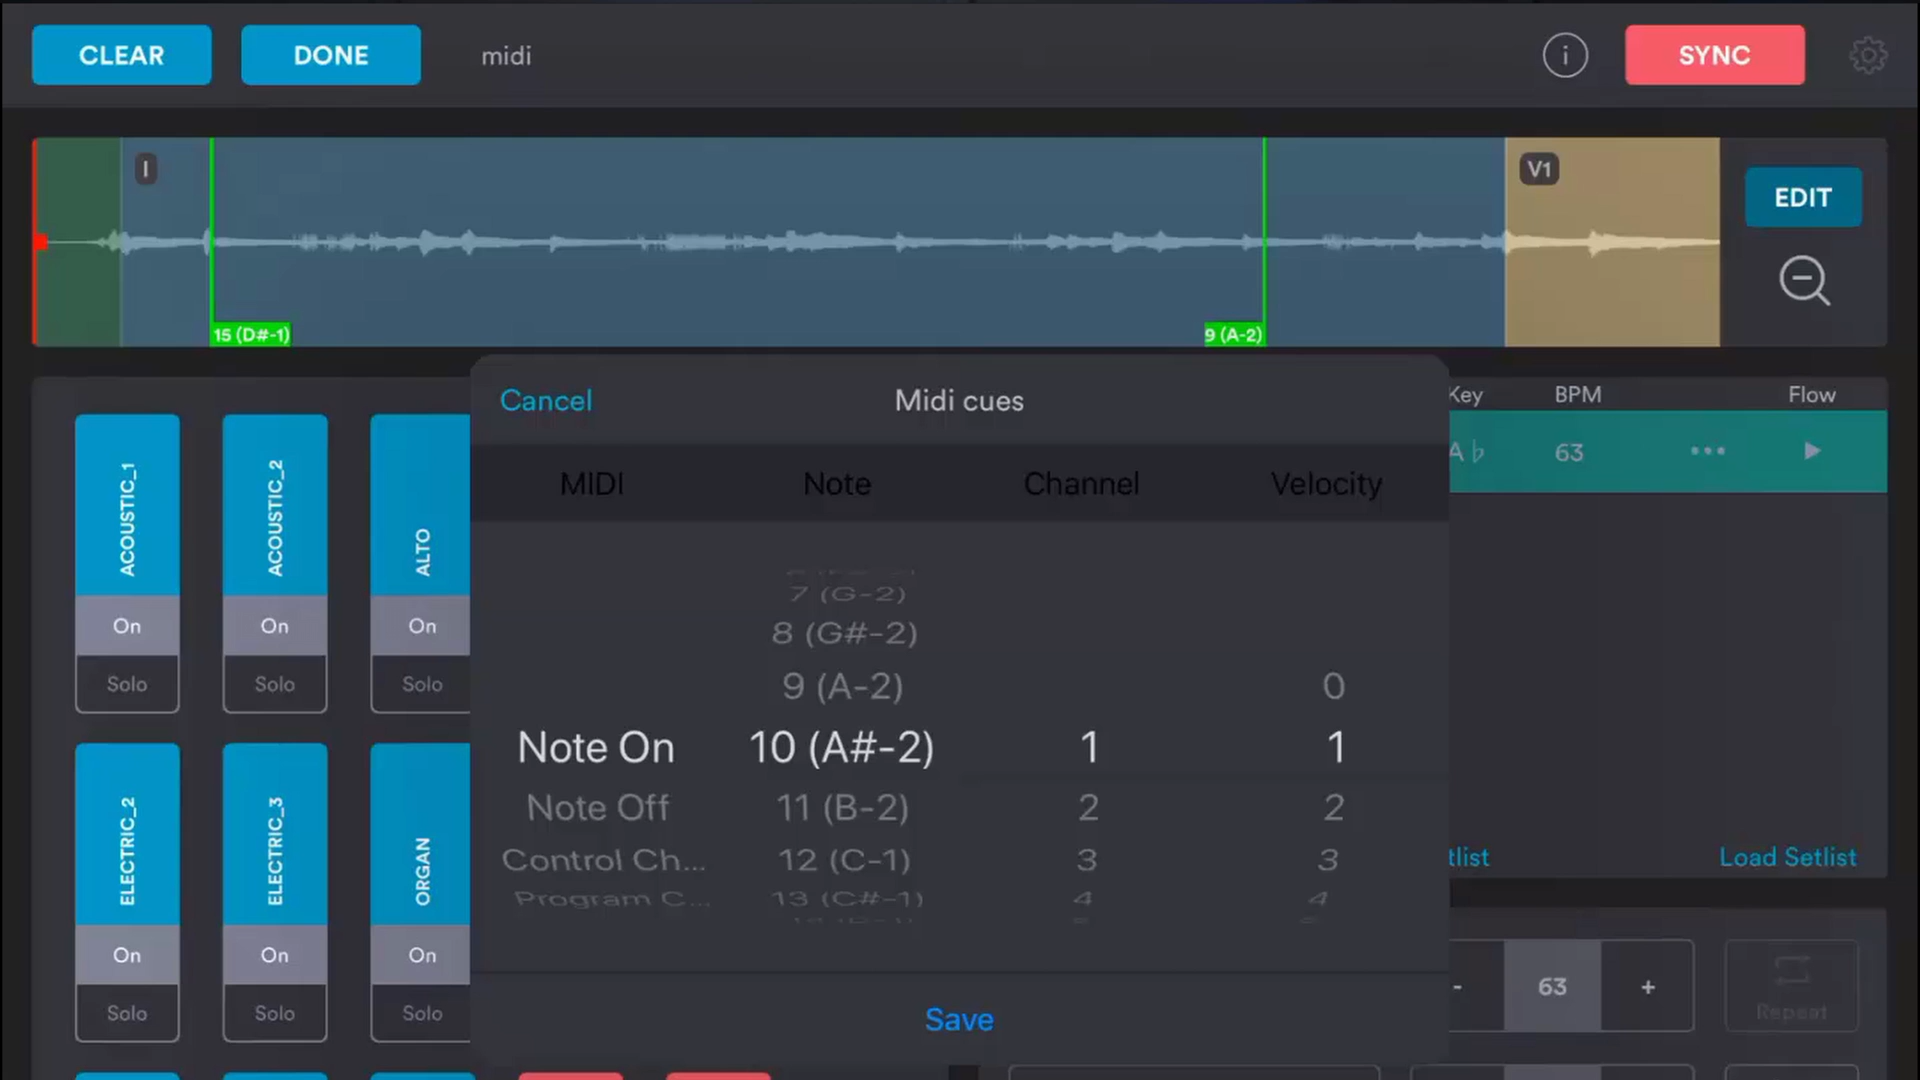 CLEAR
DONE
midi
i
SYNC
I
V1
EDIT
15 (D#-1)
9 (A-2)
Cancel
Midi cues
Key
BPM
Flow
MIDI
Note
Channel
Velocity
A♭
63
ACOUSTIC_1
ACOUSTIC_2
ALTO
On
On
On
Solo
Solo
Solo
7 (G-2)
8 (G#-2)
9 (A-2)
0
Note On
10 (A#-2)
1
1
Note Off
11 (B-2)
2
2
Control Ch...
12 (C-1)
3
3
Program C...
13 (C#-1)
4
4
tlist
Load Setlist
ELECTRIC_2
ELECTRIC_3
ORGAN
On
On
On
Solo
Solo
Solo
-
63
+
Repeat
Save